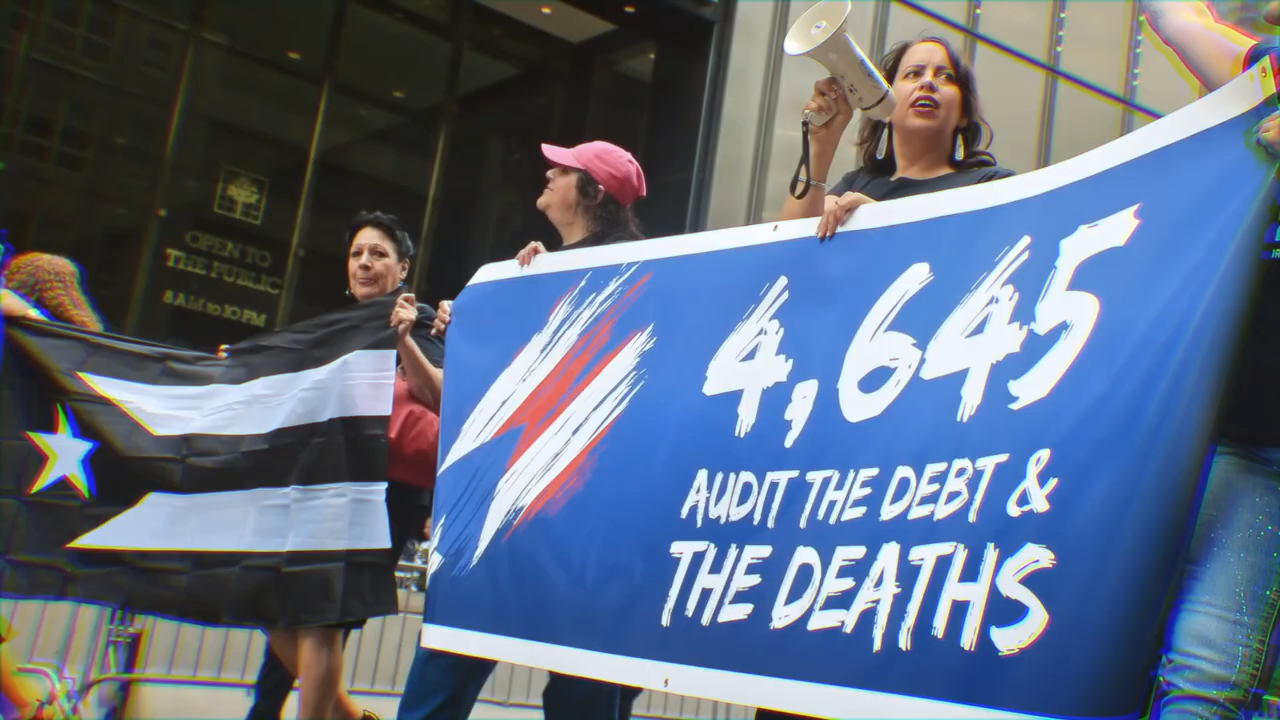 OPEN TO
THE PUBLIC
8AM to 10PM
4,645
AUDIT THE DEBT &
THE DEATHS